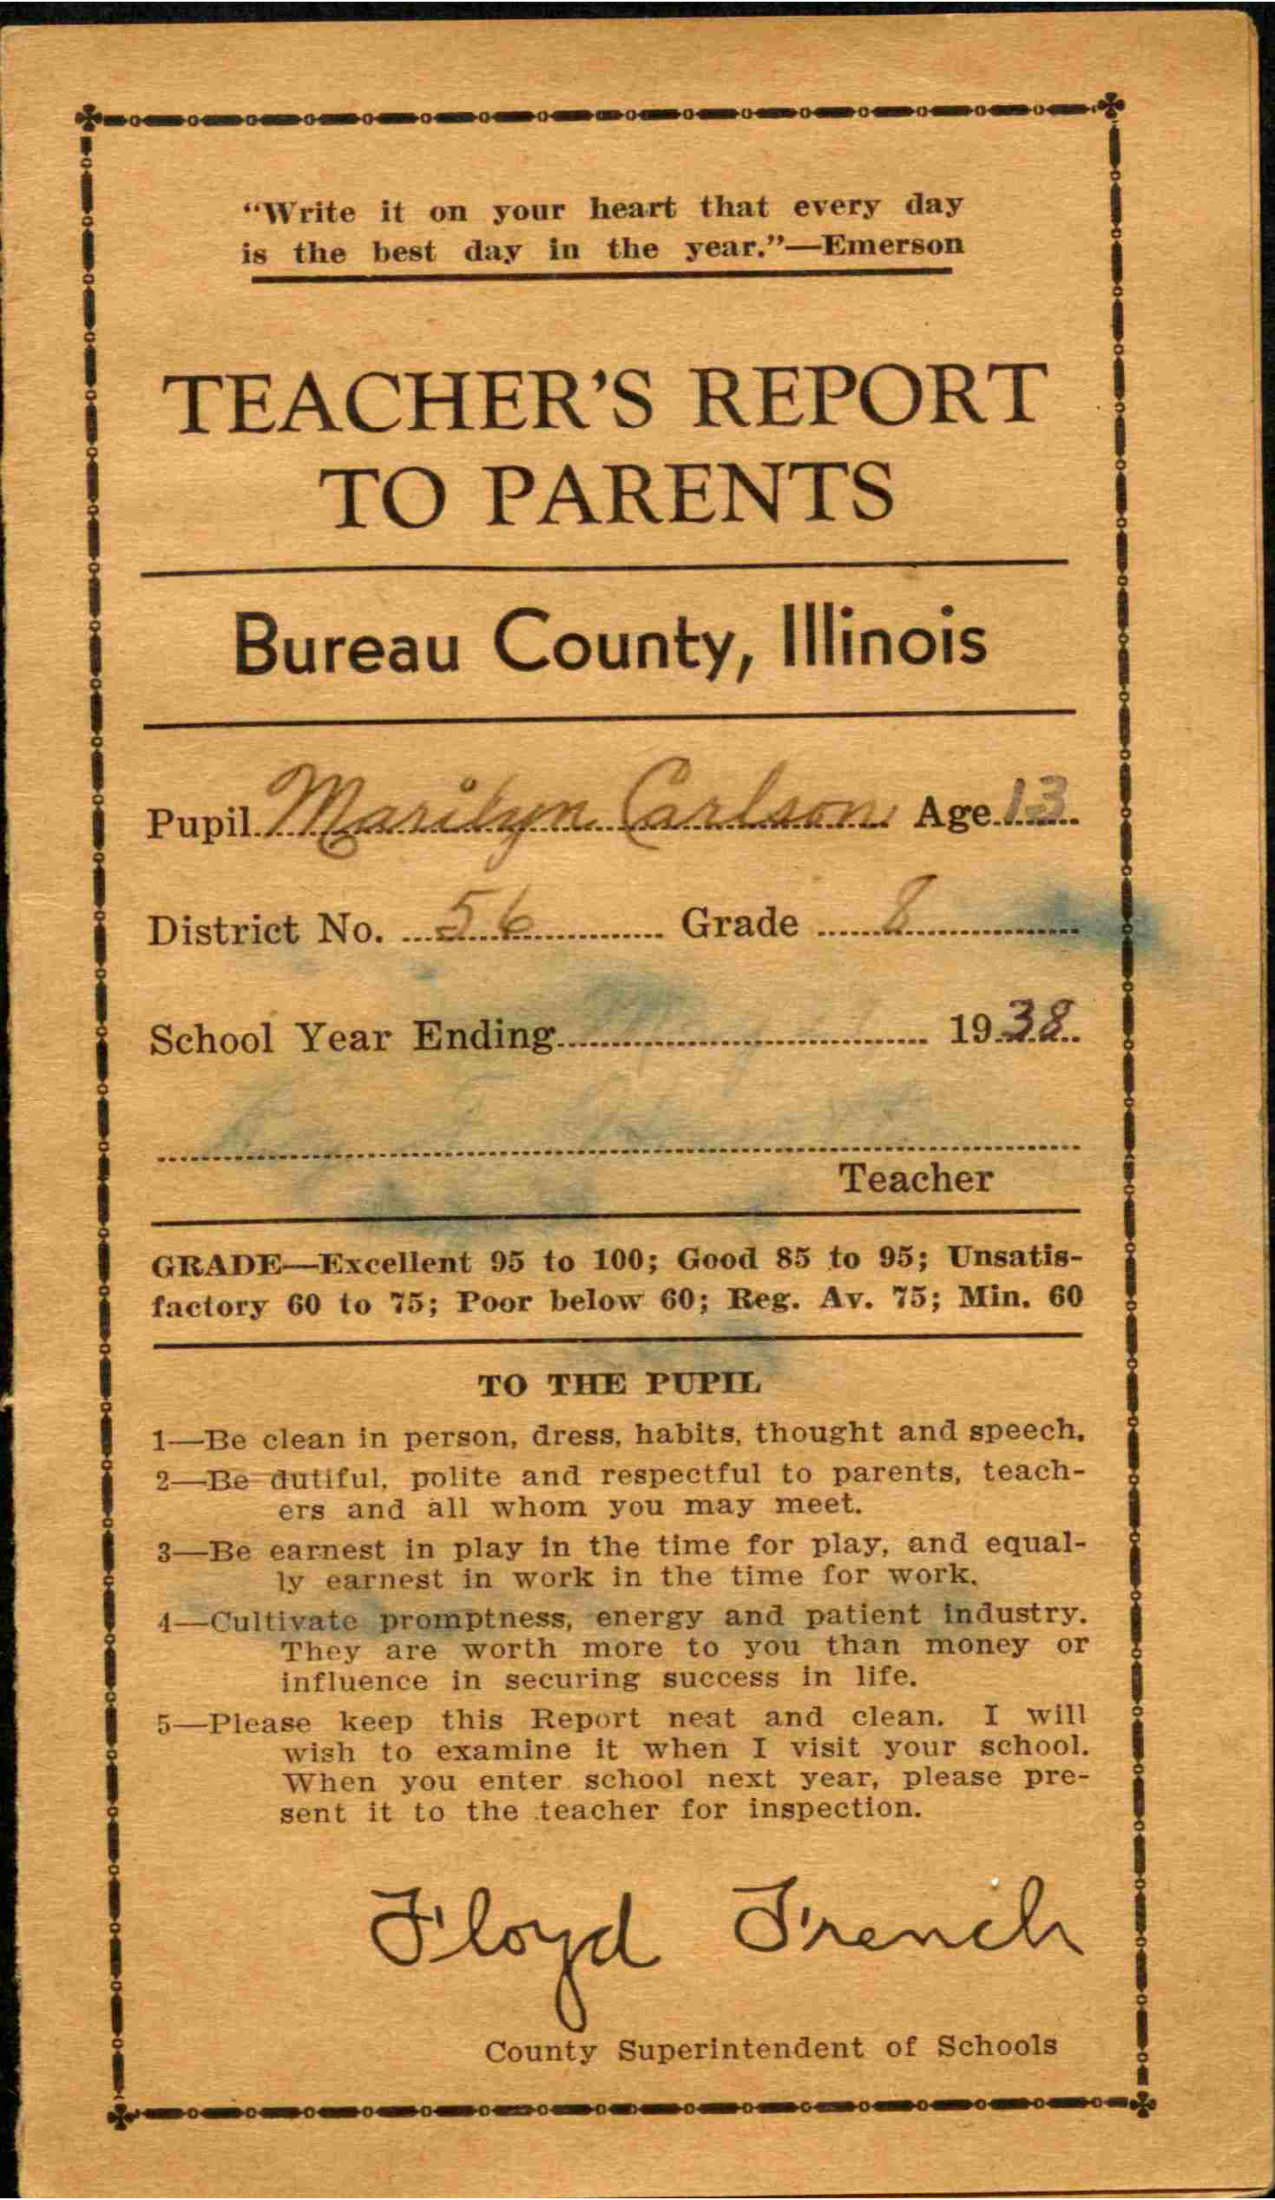 "Write it on your heart that every day
is the best day in the year."—Emerson
TEACHER'S REPORT
TO PARENTS
Bureau County, Illinois
Pupil Marilyn Carlson Age 13
District No. 56 Grade 8
School Year Ending 1938
Teacher
GRADE—Excellent 95 to 100; Good 85 to 95; Unsatis-
factory 60 to 75; Poor below 60; Reg. Av. 75; Min. 60
TO THE PUPIL
1—Be clean in person, dress, habits, thought and speech.
2—Be dutiful, polite and respectful to parents, teach-
ers and all whom you may meet.
3—Be earnest in play in the time for play, and equal-
ly earnest in work in the time for work.
4—Cultivate promptness, energy and patient industry.
They are worth more to you than money or
influence in securing success in life.
5—Please keep this Report neat and clean. I will
wish to examine it when I visit your school.
When you enter school next year, please pre-
sent it to the teacher for inspection.
Floyd French
County Superintendent of Schools